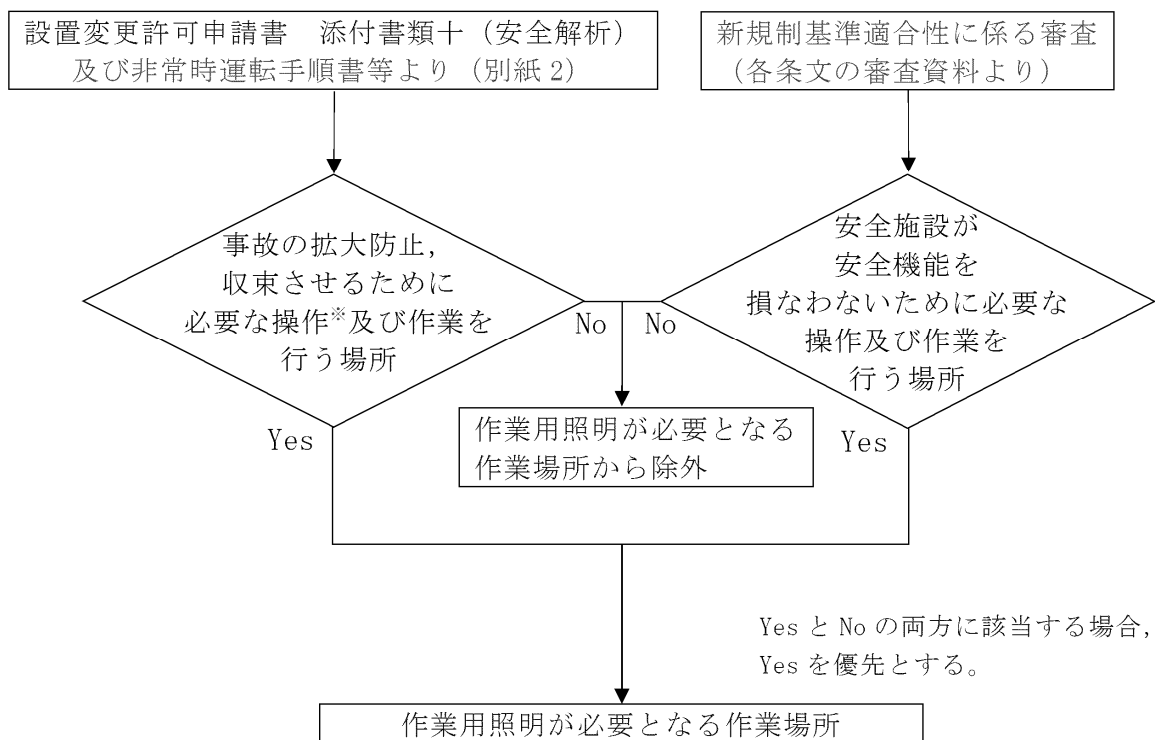 設置変更許可申請書　添付書類十（安全解析）
及び非常時運転手順書等より（別紙2）
新規制基準適合性に係る審査
（各条文の審査資料より）
事故の拡大防止，
収束させるために
必要な操作※及び作業を
行う場所
安全施設が
安全機能を
損なわないために必要な
操作及び作業を
行う場所
No
No
Yes
作業用照明が必要となる
作業場所から除外
Yes
Yes と No の両方に該当する場合，
Yes を優先とする。
作業用照明が必要となる作業場所